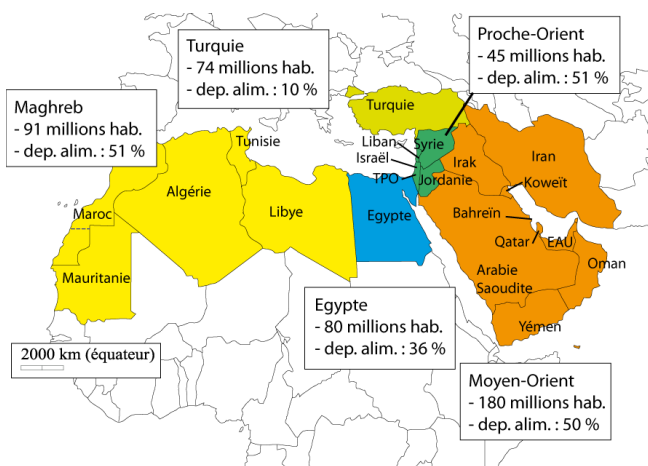 Turquie
- 74 millions hab.
- dep. alim. : 10 %
Proche-Orient
- 45 millions hab.
- dep. alim. : 51 %
Maghreb
- 91 millions hab.
- dep. alim. : 51 %
Turquie
Tunisie
Liban
Syrie
Israël
Irak
Iran
TPO
Jordanie
Koweït
Algérie
Libye
Egypte
Maroc
Bahreïn
Qatar
EAU
Oman
Mauritanie
Arabie
Saoudite
Yémen
Egypte
- 80 millions hab.
- dep. alim. : 36 %
2000 km (équateur)
Moyen-Orient
- 180 millions hab.
- dep. alim. : 50 %